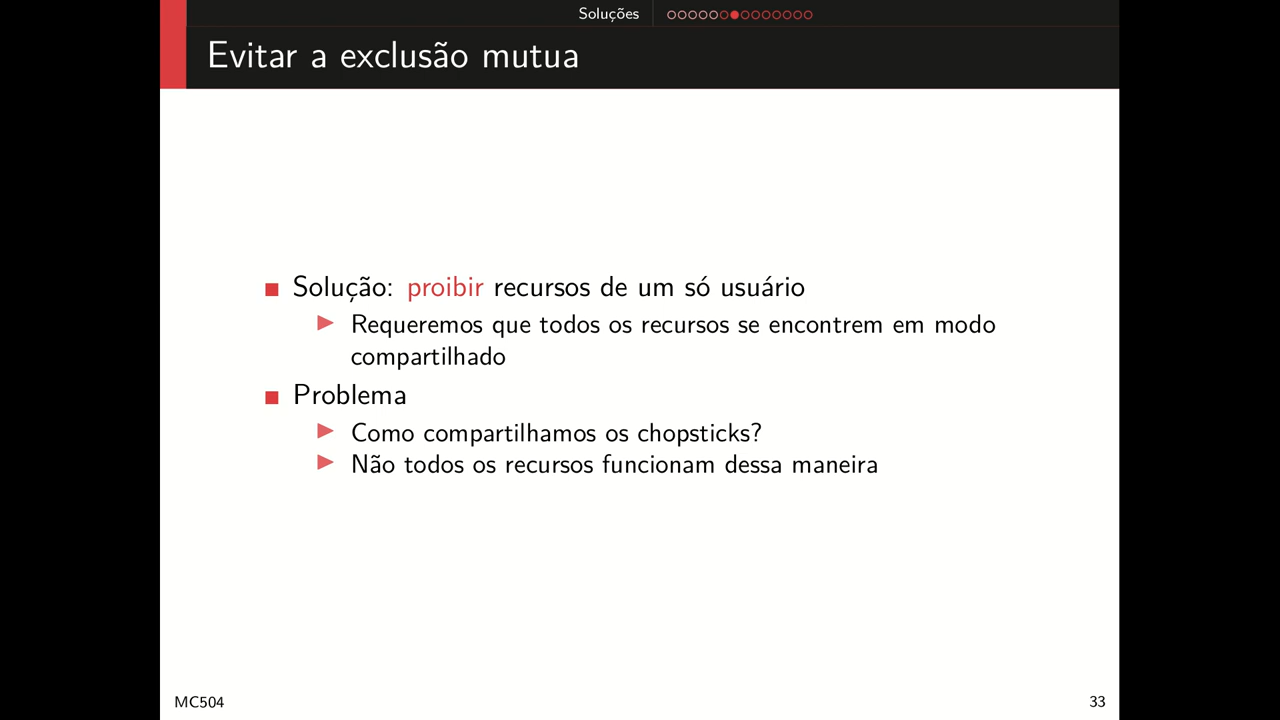 Soluções
Evitar a exclusão mutua
Solução: proibir recursos de um só usuário
Requeremos que todos os recursos se encontrem em modo
compartilhado
Problema
Como compartilhamos os chopsticks?
Não todos os recursos funcionam dessa maneira
MC504
33